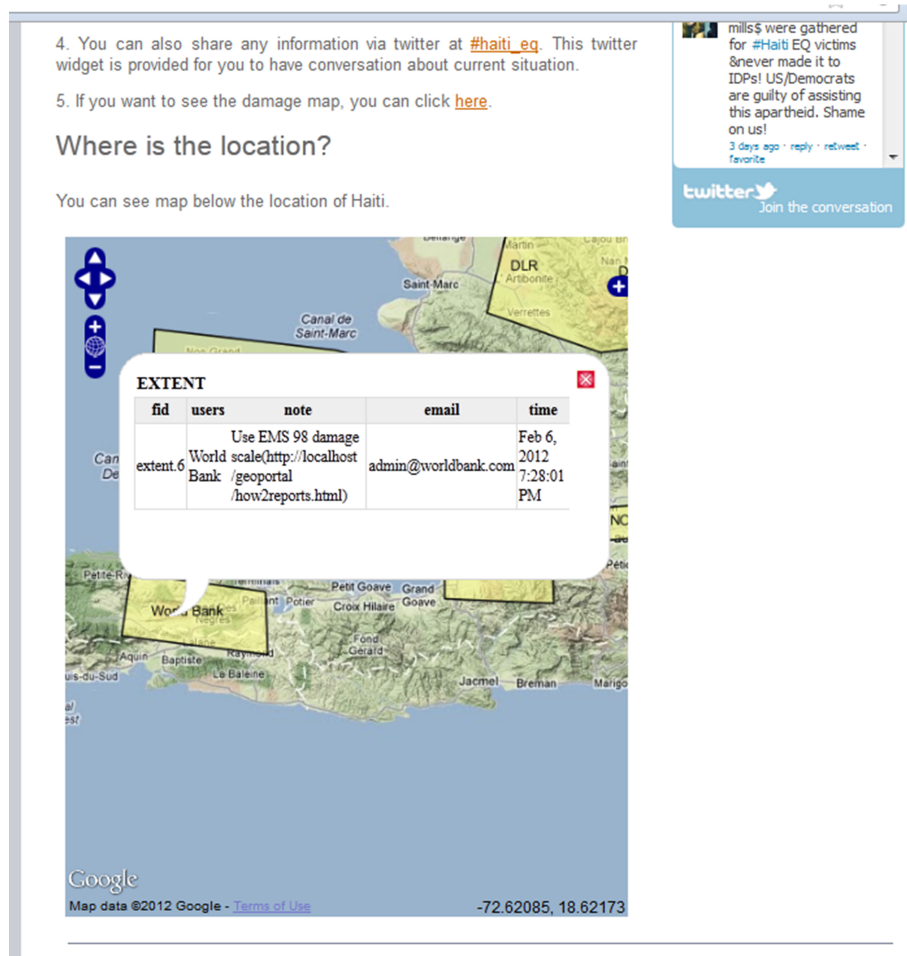 4. You can also share any information via twitter at #haiti_eq. This twitter
widget is provided for you to have conversation about current situation.
5. If you want to see the damage map, you can click here.
Where is the location?
You can see map below the location of Haiti.
mills$ were gathered
for #Haiti EQ victims
&never made it to
IDPs! US/Democrats
are guilty of assisting
this apartheid. Shame
on us!
3 days ago · reply · retweet ·
favorite
twitter
Join the conversation
Martin
DLR
Artibonite
Saint-Marc
Verrettes
Canal de
Saint-Marc
EXTENT
fid users note email time
extent.6
World
Bank
Use EMS 98 damage
scale(http://localhost
/geoportal
/how2reports.html)
admin@worldbank.com
Feb 6,
2012
7:28:01
PM
Petit Goave
Grand
Goave
Potier
Croix Hilaire
World Bank
Fond
Gerald
Aquin
Baptiste
La Baleine
Jacmel
Breman
Marigo
Google
Map data ©2012 Google - Terms of Use
-72.62085, 18.62173